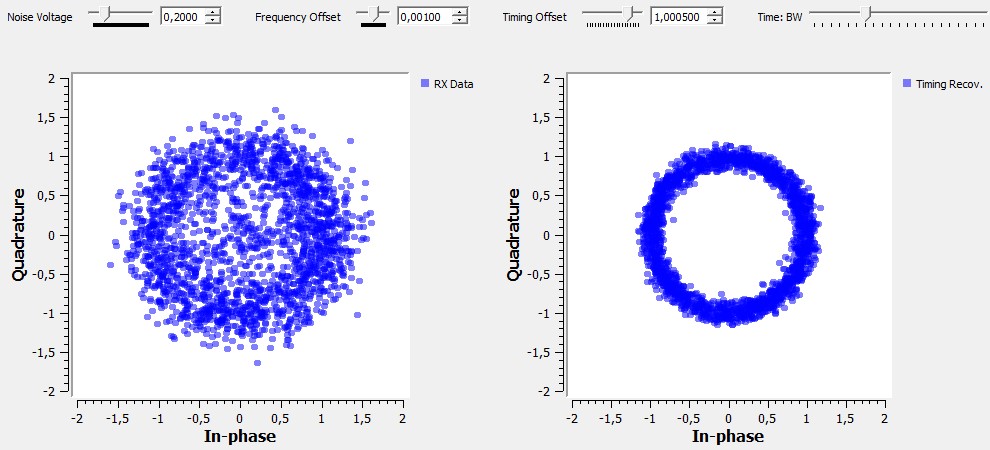 Noise Voltage 0,2000 Frequency Offset 0,00100 Timing Offset 1,000500 Time: BW
RX Data
2
1,5
1
0,5
0
-0,5
-1
-1,5
-2
Quadrature
-2 -1,5 -1 -0,5 0 0,5 1 1,5 2
In-phase
Timing Recov.
2
1,5
1
0,5
0
-0,5
-1
-1,5
-2
Quadrature
-2 -1,5 -1 -0,5 0 0,5 1 1,5 2
In-phase